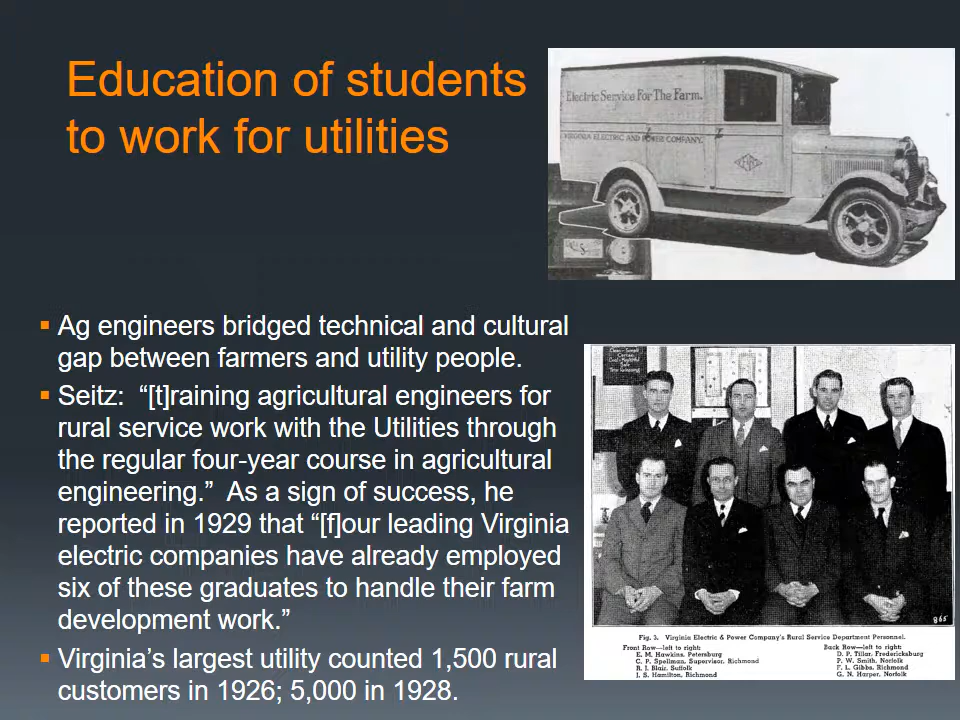 Education of students
to work for utilities
Electric Service For The Farm.
VIRGINIA ELECTRIC AND POWER COMPANY.
▪ Ag engineers bridged technical and cultural
gap between farmers and utility people.
▪ Seitz: “[t]raining agricultural engineers for
rural service work with the Utilities through
the regular four-year course in agricultural
engineering.” As a sign of success, he
reported in 1929 that “[f]our leading Virginia
electric companies have already employed
six of these graduates to handle their farm
development work.”
▪ Virginia’s largest utility counted 1,500 rural
customers in 1926; 5,000 in 1928.
865
Fig. 3. Virginia Electric & Power Company's Rural Service Department Personnel.
Front Row—left to right:
E. M. Hawkins, Petersburg
C. P. Spellman, Supervisor, Richmond
R. I. Blair, Suffolk
J. S. Hamilton, Richmond
Back Row—left to right:
D. P. Tillar, Fredericksburg
P. W. Smith, Norfolk
F. L. Gibbs, Richmond
G. N. Harper, Norfolk